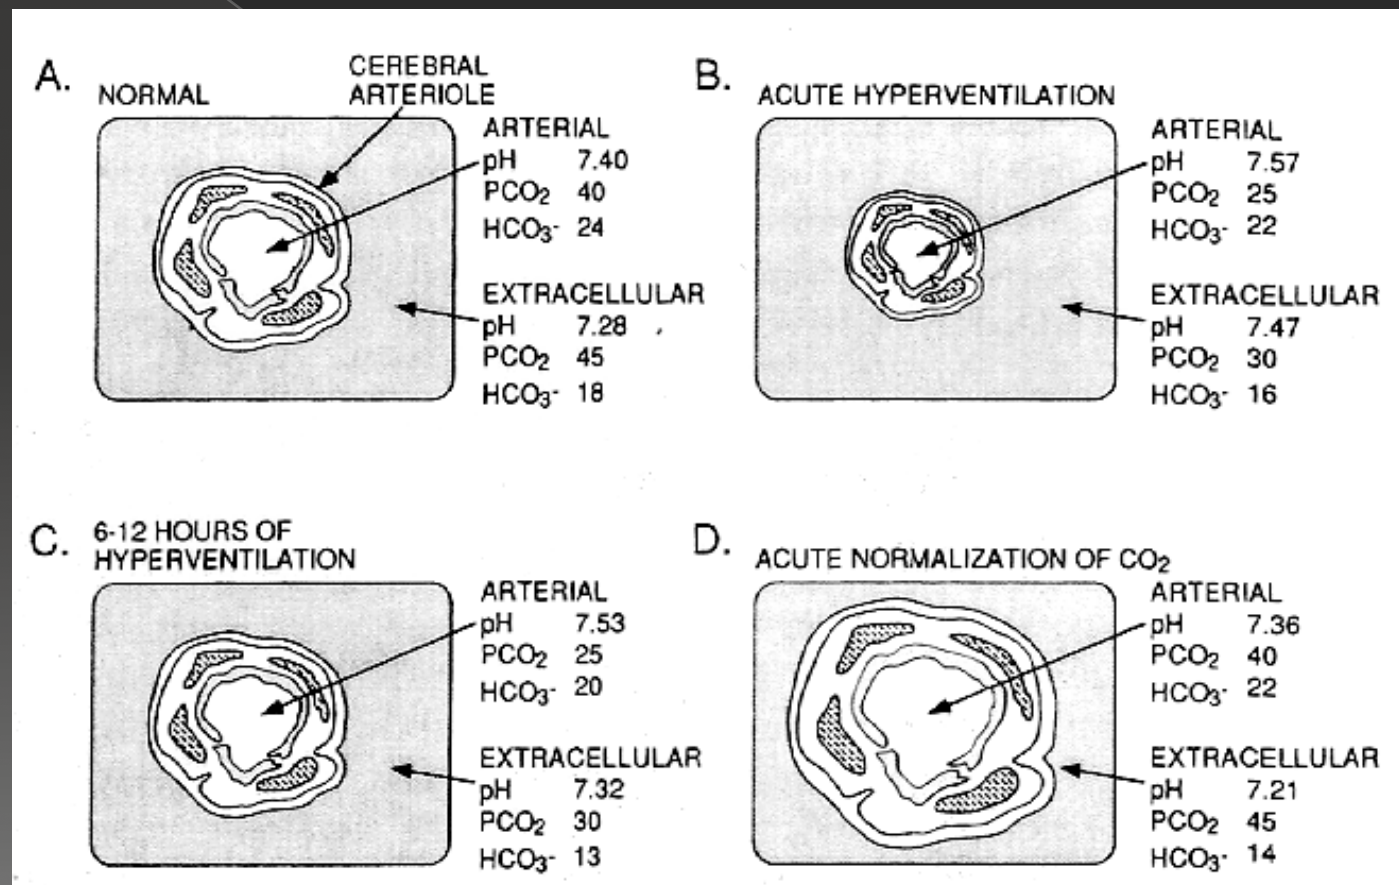 A.
NORMAL
CEREBRAL
ARTERIOLE
ARTERIAL
pH 7.40
PCO₂ 40
HCO₃- 24
EXTRACELLULAR
pH 7.28
PCO₂ 45
HCO₃- 18
B.
ACUTE HYPERVENTILATION
ARTERIAL
pH 7.57
PCO₂ 25
HCO₃- 22
EXTRACELLULAR
pH 7.47
PCO₂ 30
HCO₃- 16
C.
6-12 HOURS OF
HYPERVENTILATION
ARTERIAL
pH 7.53
PCO₂ 25
HCO₃- 20
EXTRACELLULAR
pH 7.32
PCO₂ 30
HCO₃- 13
D.
ACUTE NORMALIZATION OF CO₂
ARTERIAL
pH 7.36
PCO₂ 40
HCO₃- 22
EXTRACELLULAR
pH 7.21
PCO₂ 45
HCO₃- 14